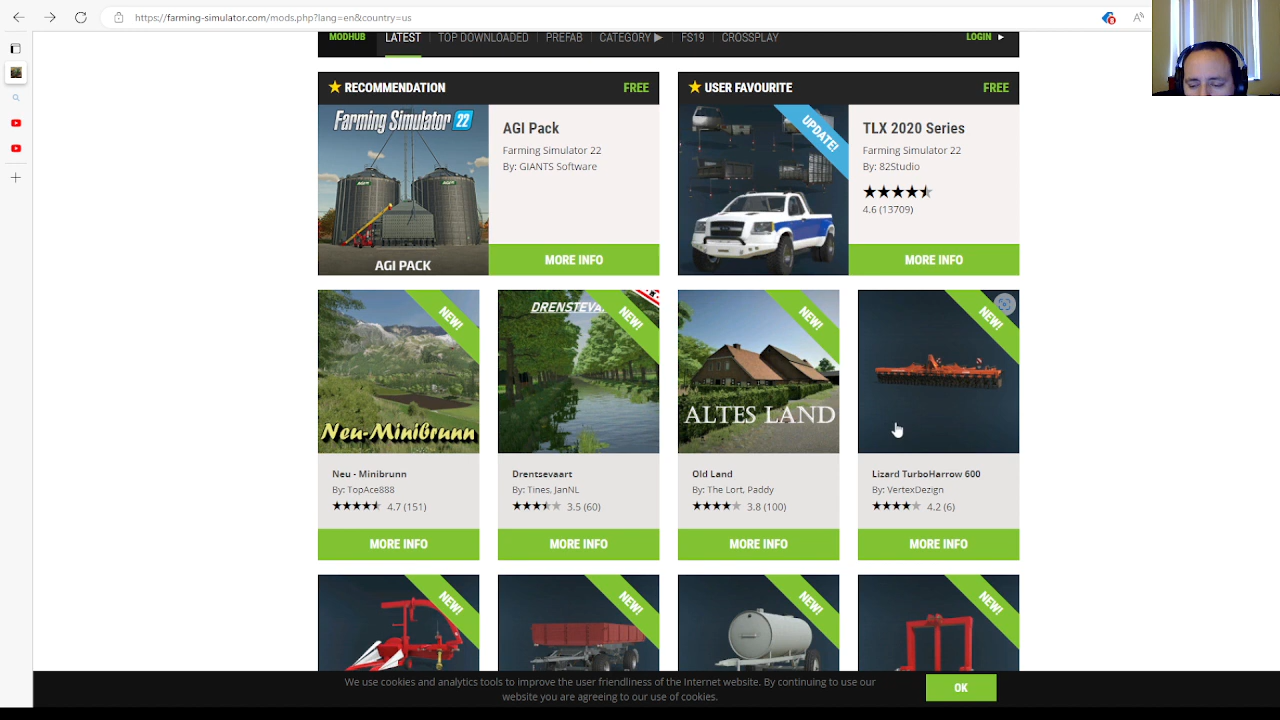 https://farming-simulator.com/mods.php?lang=en&country=us
MODHUB LATEST TOP DOWNLOADED PREFAB CATEGORY ▶ FS19 CROSSPLAY LOGIN ▶
RECOMMENDATION FREE
Farming Simulator 22
AGI PACK
AGI Pack
Farming Simulator 22
By: GIANTS Software
MORE INFO
USER FAVOURITE FREE
UPDATE!
TLX 2020 Series
Farming Simulator 22
By: 82Studio
4.6 (13709)
MORE INFO
NEW!
Neu-Minibrunn
Neu - Minibrunn
By: TopAce888
4.7 (151)
MORE INFO
NEW!
Drentsevaart
By: Tines, JanNL
3.5 (60)
MORE INFO
NEW!
ALTES LAND
Old Land
By: The Lort, Paddy
3.8 (100)
MORE INFO
NEW!
Lizard TurboHarrow 600
By: VertexDezign
4.2 (6)
MORE INFO
NEW!
NEW!
NEW!
NEW!
We use cookies and analytics tools to improve the user friendliness of the Internet website. By continuing to use our
website you are agreeing to our use of cookies.
OK